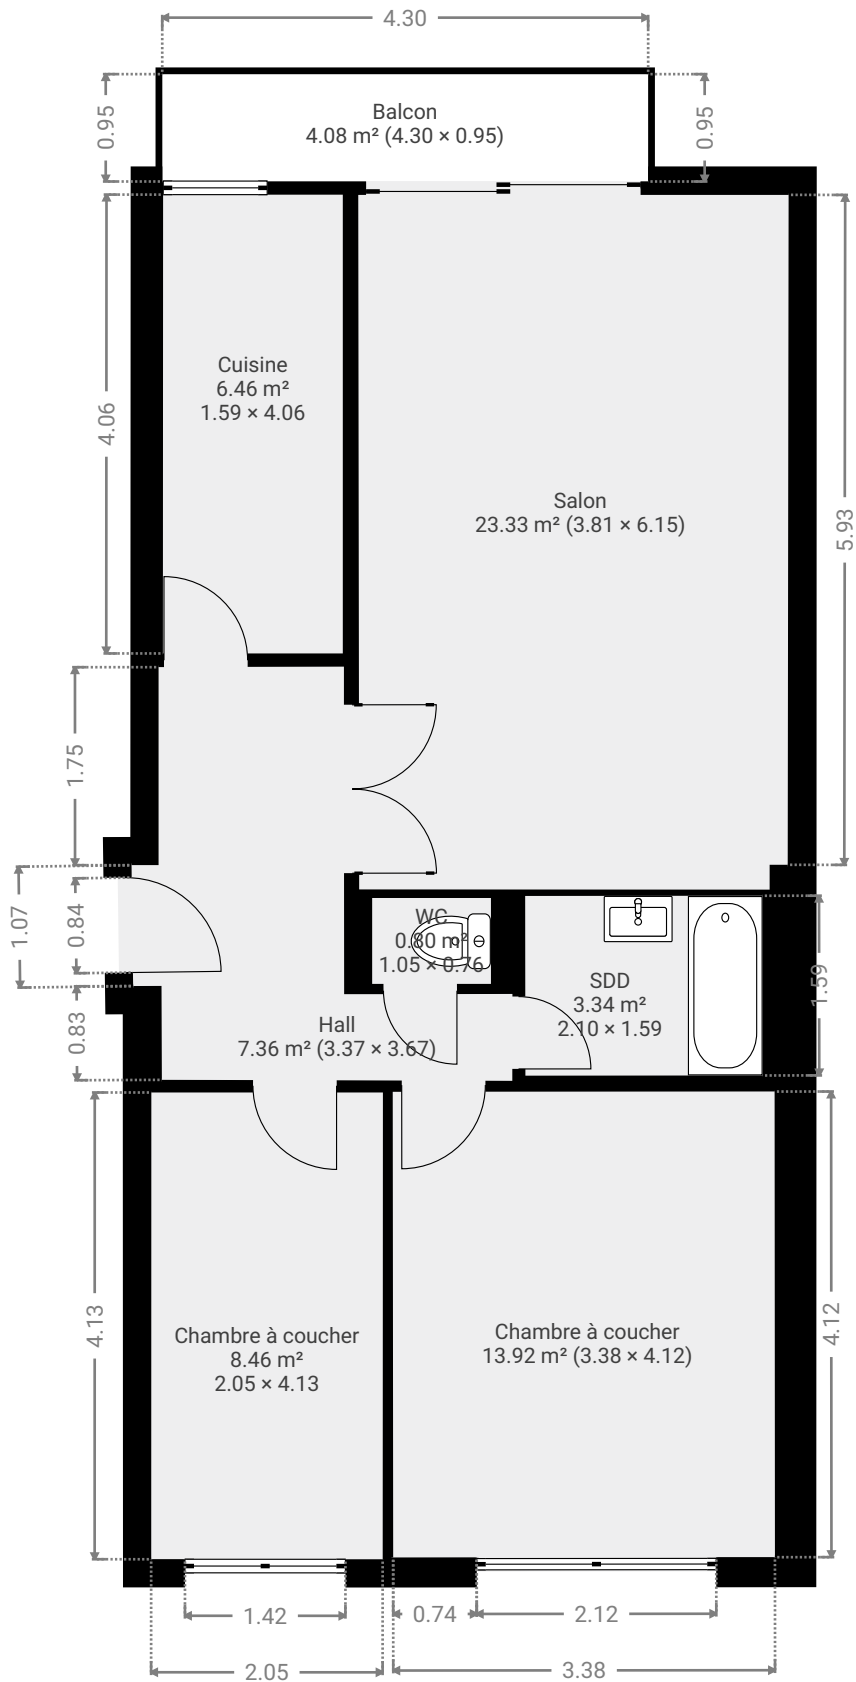 4.30
0.95
0.95
Balcon
4.08 m² (4.30 × 0.95)
4.06
Cuisine
6.46 m²
1.59 × 4.06
Salon
23.33 m² (3.81 × 6.15)
5.93
1.75
1.07
0.84
WC
0.80 m²
1.05 × 0.76
SDD
3.34 m²
2.10 × 1.59
1.59
0.83
Hall
7.36 m² (3.37 × 3.67)
4.13
Chambre à coucher
8.46 m²
2.05 × 4.13
Chambre à coucher
13.92 m² (3.38 × 4.12)
4.12
1.42
0.74
2.12
2.05
3.38